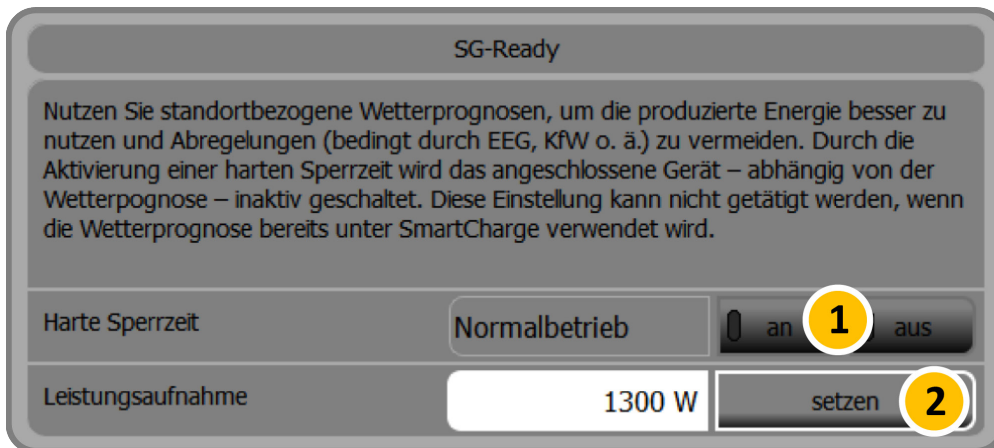 SG-Ready
Nutzen Sie standortbezogene Wetterprognosen, um die produzierte Energie besser zu
nutzen und Abregelungen (bedingt durch EEG, KfW o. ä.) zu vermeiden. Durch die
Aktivierung einer harten Sperrzeit wird das angeschlossene Gerät – abhängig von der
Wetterpognose – inaktiv geschaltet. Diese Einstellung kann nicht getätigt werden, wenn
die Wetterprognose bereits unter SmartCharge verwendet wird.
Harte Sperrzeit Normalbetrieb an 1 aus
Leistungsaufnahme 1300 W setzen 2